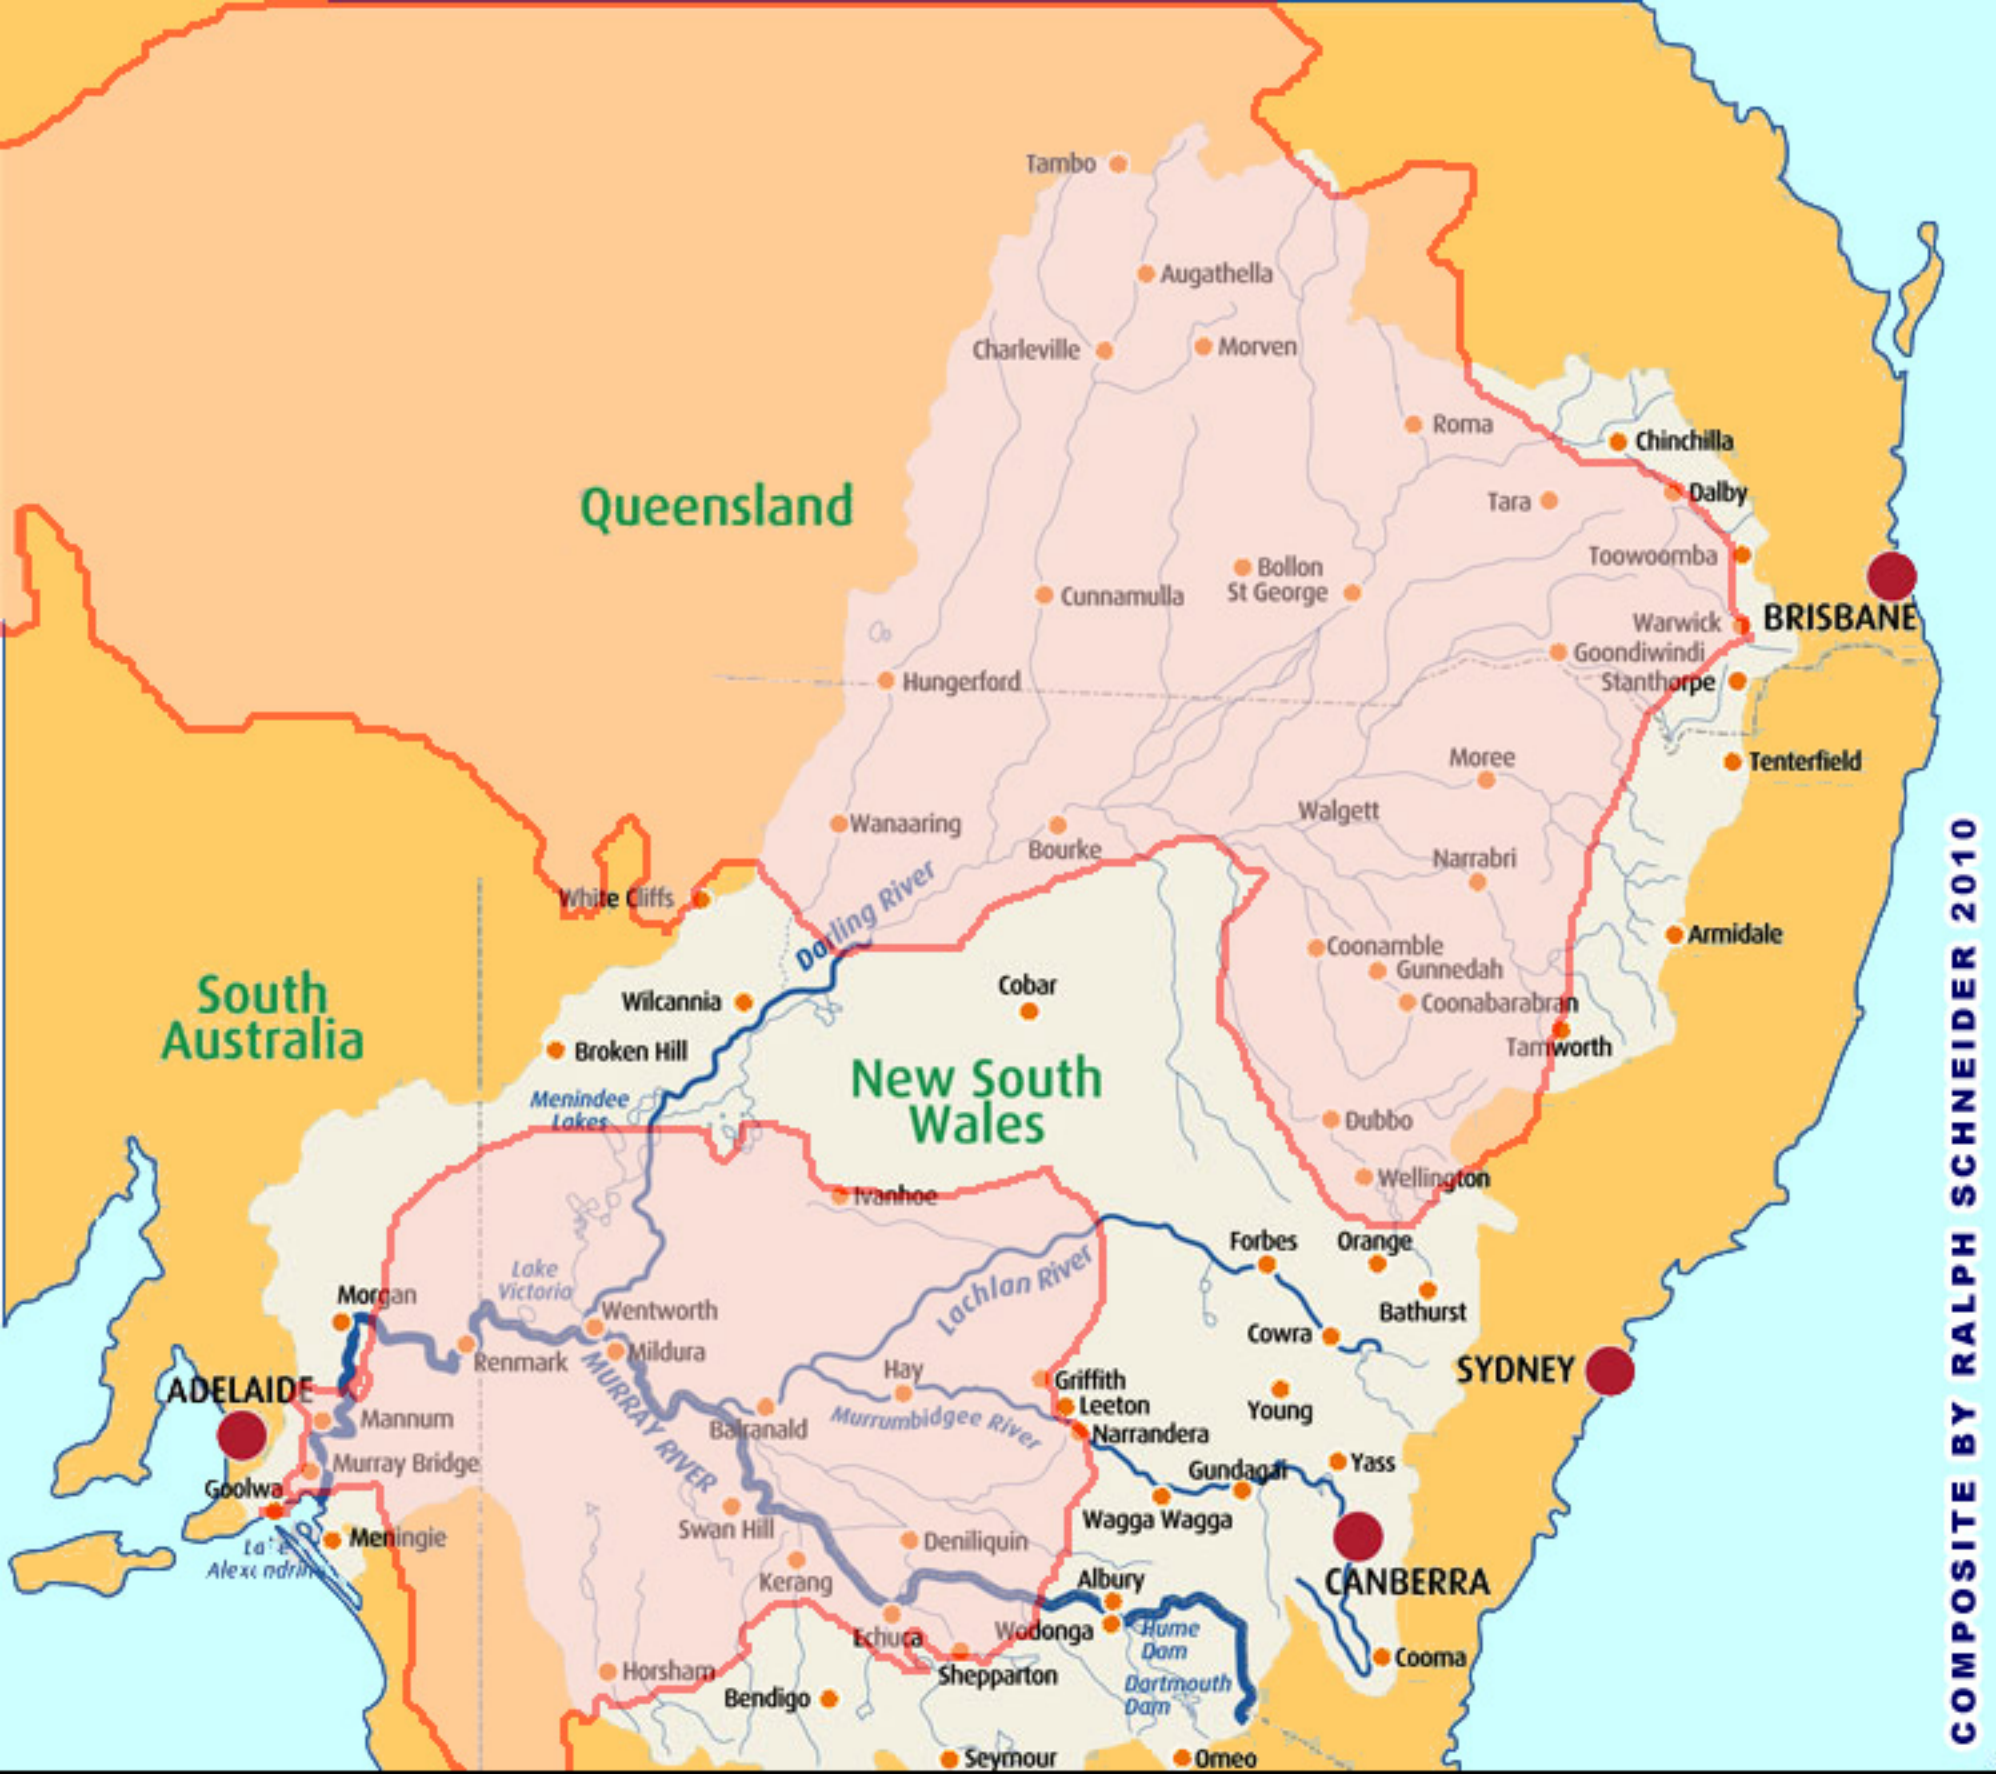 Tambo
Augathella
Charleville
Morven
Roma
Chinchilla
Queensland
Tara
Dalby
Toowoomba
Bollon
St George
Cunnamulla
BRISBANE
Warwick
Goondiwindi
Hungerford
Stanthorpe
Moree
Tenterfield
Walgett
Wanaaring
Bourke
Narrabri
White Cliffs
Darling River
Armidale
Coonamble
Gunnedah
Coonabarabran
South
Australia
Wilcannia
Cobar
Broken Hill
Tamworth
New South
Wales
Menindee
Lakes
Dubbo
Wellington
Ivanhoe
Forbes
Orange
Lachlan River
Lake
Victoria
Morgan
Wentworth
Bathurst
Cowra
Mildura
Renmark
SYDNEY
Hay
Griffith
ADELAIDE
Leeton
Young
Mannum
MURRAY RIVER
Balranald
Murrumbidgee River
Narrandera
Murray Bridge
Yass
Gundagai
Goolwa
Swan Hill
Wagga Wagga
Meningie
Deniliquin
Lake
Alexandrina
Kerang
Albury
CANBERRA
Echuca
Wodonga
Hume
Dam
Cooma
Horsham
Shepparton
Dartmouth
Dam
Bendigo
Seymour
Omeo
COMPOSITE BY RALPH SCHNEIDER 2010